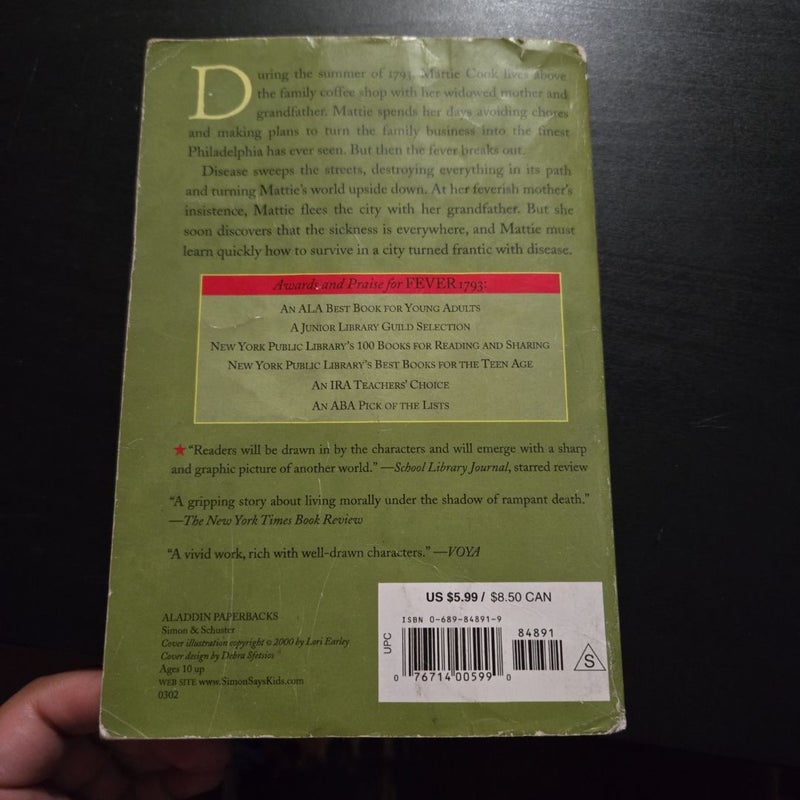 During the summer of 1793, Mattie Cook lives above
the family coffee shop with her widowed mother and
grandfather. Mattie spends her days avoiding chores
and making plans to turn the family business into the finest
Philadelphia has ever seen. But then the fever breaks out.
Disease sweeps the streets, destroying everything in its path
and turning Mattie's world upside down. At her feverish mother's
insistence, Mattie flees the city with her grandfather. But she
soon discovers that the sickness is everywhere, and Mattie must
learn quickly how to survive in a city turned frantic with disease.
Awards and Praise for FEVER 1793:
AN ALA BEST BOOK FOR YOUNG ADULTS
A JUNIOR LIBRARY GUILD SELECTION
NEW YORK PUBLIC LIBRARY'S 100 BOOKS FOR READING AND SHARING
NEW YORK PUBLIC LIBRARY'S BEST BOOKS FOR THE TEEN AGE
AN IRA TEACHERS' CHOICE
AN ABA PICK OF THE LISTS
★ “Readers will be drawn in by the characters and will emerge with a sharp
and graphic picture of another world.” —School Library Journal, starred review
“A gripping story about living morally under the shadow of rampant death.”
—The New York Times Book Review
“A vivid work, rich with well-drawn characters.” —VOYA
ALADDIN PAPERBACKS
Simon & Schuster
Cover illustration copyright © 2000 by Lori Earley
Cover design by Debra Sfetsios
Ages 10 up
WEB SITE www.SimonSaysKids.com
0302
US $5.99 / $8.50 CAN
ISBN 0-689-84891-9
84891
UPC
S
0 76714 00599 0